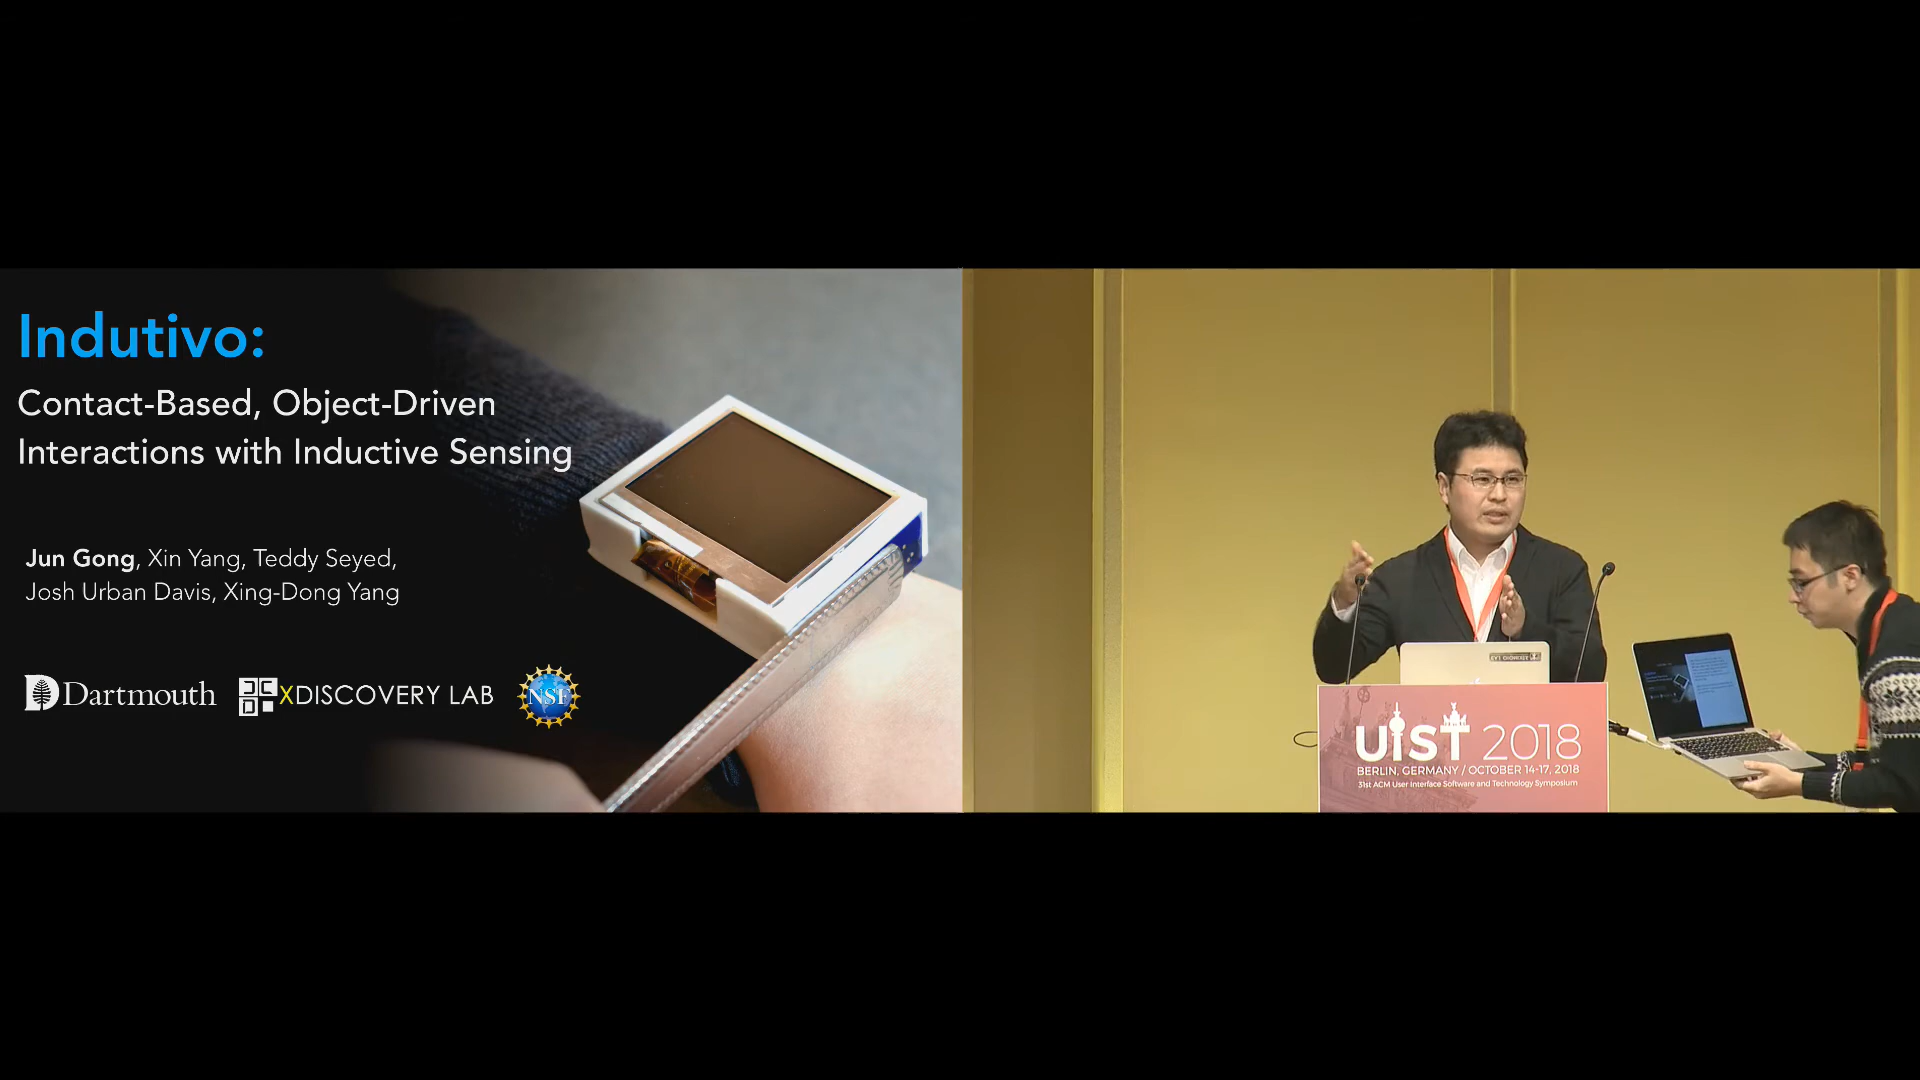 Indutivo:
Contact-Based, Object-Driven
Interactions with Inductive Sensing
Jun Gong, Xin Yang, Teddy Seyed,
Josh Urban Davis, Xing-Dong Yang
Dartmouth
XDISCOVERY LAB
NSF
UIST 2018
BERLIN, GERMANY / OCTOBER 14-17, 2018
31st ACM User Interface Software and Technology Symposium